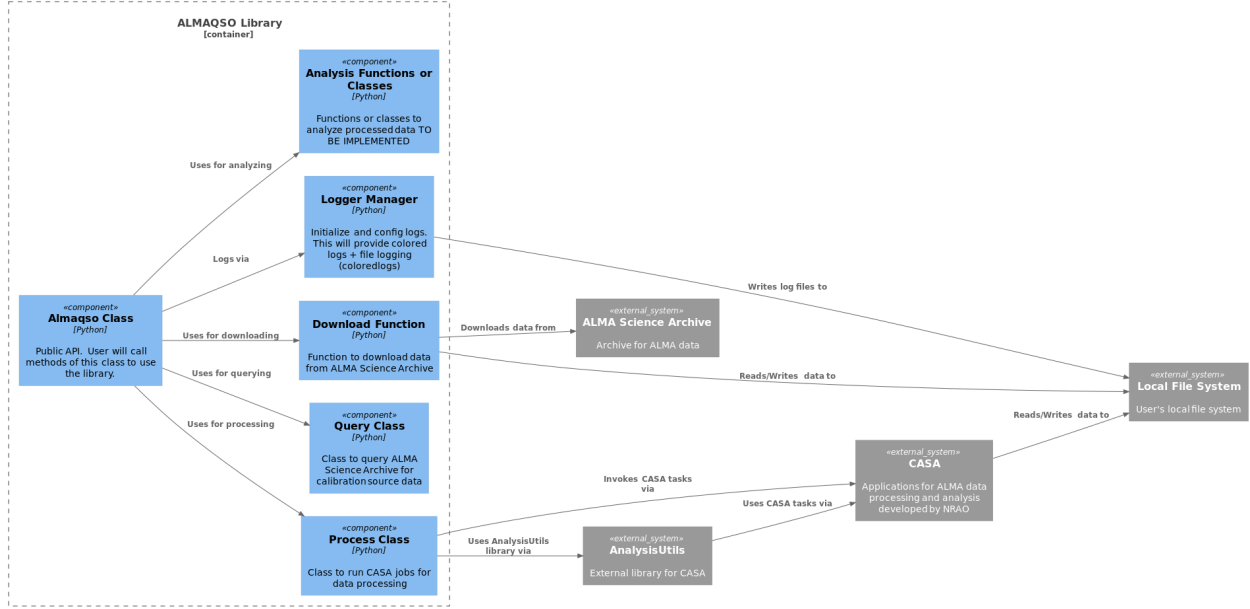 ALMAQSO Library
[container]
«component»
Analysis Functions or
Classes
[Python]
Functions or classes to
analyze processed data TO
BE IMPLEMENTED
Uses for analyzing
«component»
Logger Manager
[Python]
Initialize and config logs.
This will provide colored
logs + file logging
(coloredlogs)
Logs via
Writes log files to
«component»
Almaqso Class
[Python]
Public API. User will call
methods of this class to use
the library.
Uses for downloading
«component»
Download Function
[Python]
Function to download data
from ALMA Science Archive
Downloads data from
«external_system»
ALMA Science Archive
Archive for ALMA data
Reads/Writes data to
«external_system»
Local File System
User's local file system
Uses for querying
«component»
Query Class
[Python]
Class to query ALMA
Science Archive for
calibration source data
Uses for processing
Reads/Writes data to
«external_system»
CASA
Applications for ALMA data
processing and analysis
developed by NRAO
Invokes CASA tasks
via
Uses CASA tasks via
«component»
Process Class
[Python]
Class to run CASA jobs for
data processing
Uses AnalysisUtils
library via
«external_system»
AnalysisUtils
External library for CASA